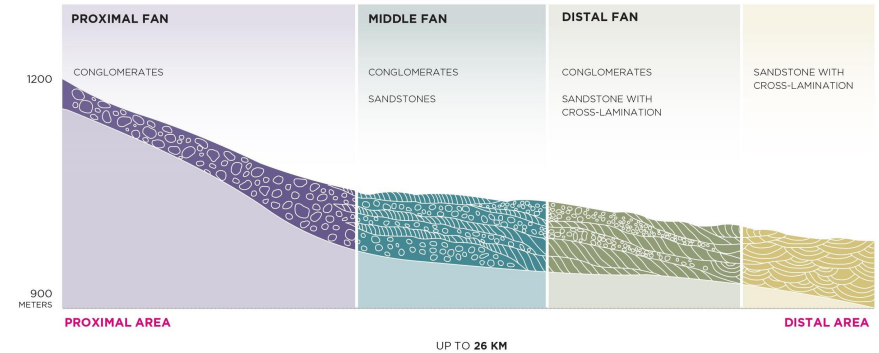 PROXIMAL FAN
MIDDLE FAN
DISTAL FAN
CONGLOMERATES
CONGLOMERATES
SANDSTONES
CONGLOMERATES
SANDSTONE WITH
CROSS-LAMINATION
SANDSTONE WITH
CROSS-LAMINATION
1200
900
METERS
PROXIMAL AREA
DISTAL AREA
UP TO 26 KM